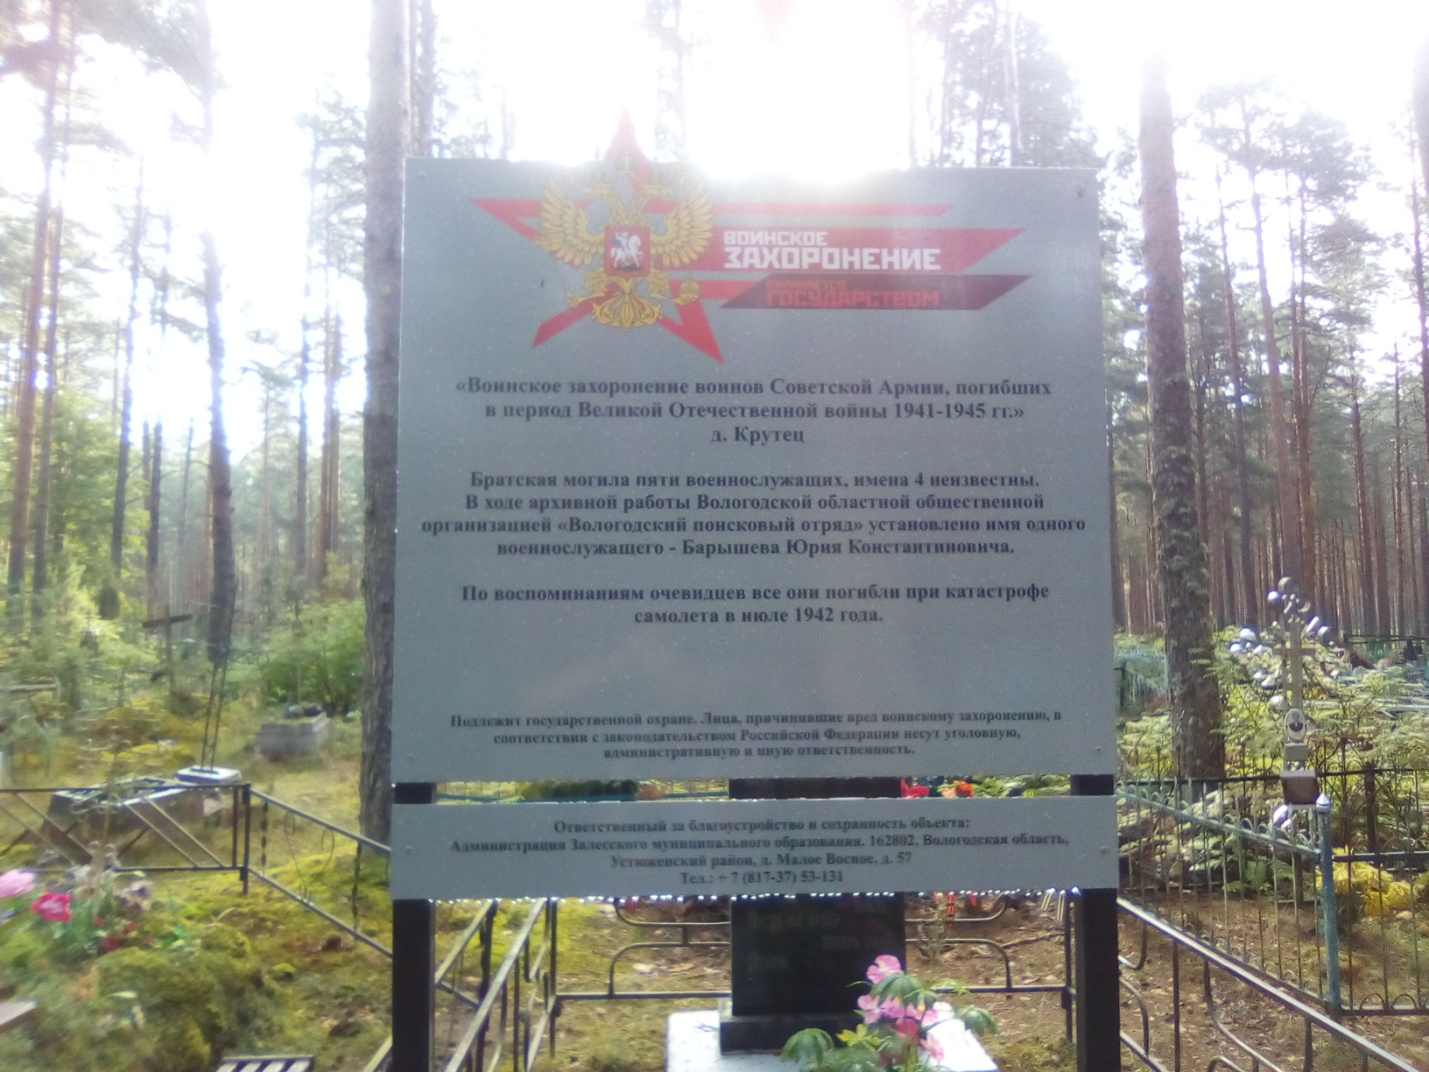 ВОИНСКОЕ
ЗАХОРОНЕНИЕ
ОХРАНЯЕТСЯ
ГОСУДАРСТВОМ
«Воинское захоронение воинов Советской Армии, погибших
в период Великой Отечественной войны 1941-1945 гг.»
д. Крутец
Братская могила пяти военнослужащих, имена 4 неизвестны.
В ходе архивной работы Вологодской областной общественной
организацией «Вологодский поисковый отряд» установлено имя одного
военнослужащего - Барышева Юрия Константиновича.
По воспоминаниям очевидцев все они погибли при катастрофе
самолета в июле 1942 года.
Подлежит государственной охране. Лица, причинившие вред воинскому захоронению, в
соответствии с законодательством Российской Федерации несут уголовную,
административную и иную ответственность.
Ответственный за благоустройство и сохранность объекта:
Администрация Залесского муниципального образования. 162802, Вологодская область,
Устюженский район, д. Малое Восное, д. 57
Тел.: + 7 (817-37) 53-131